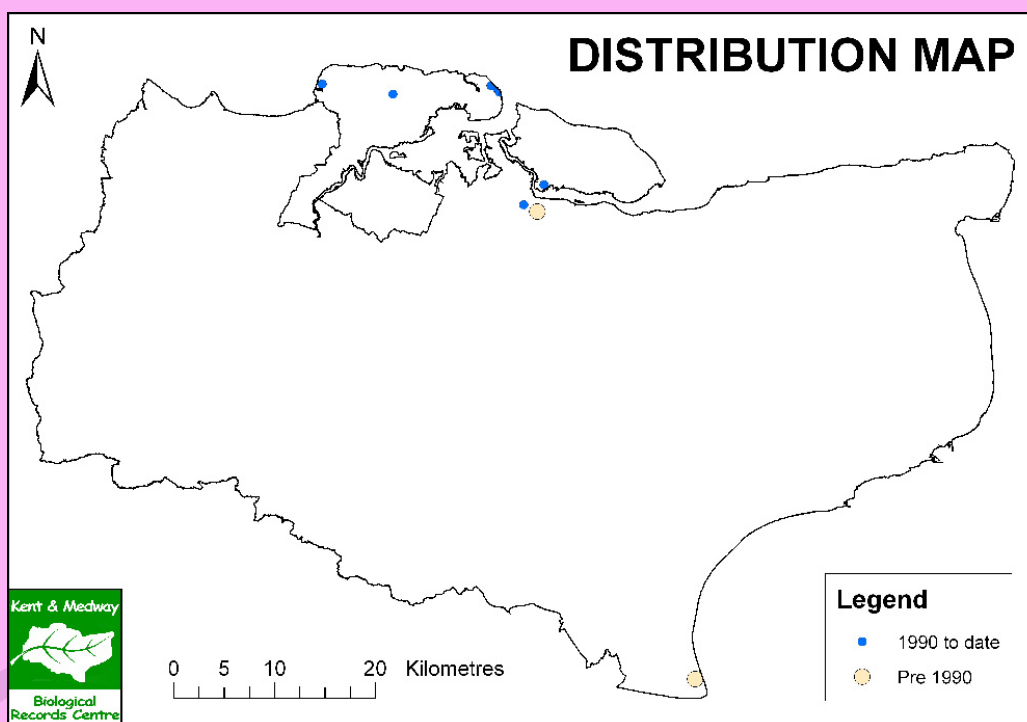 N
DISTRIBUTION MAP
Legend
1990 to date
Pre 1990
0 5 10 20 Kilometres
Kent & Medway
Biological
Records Centre